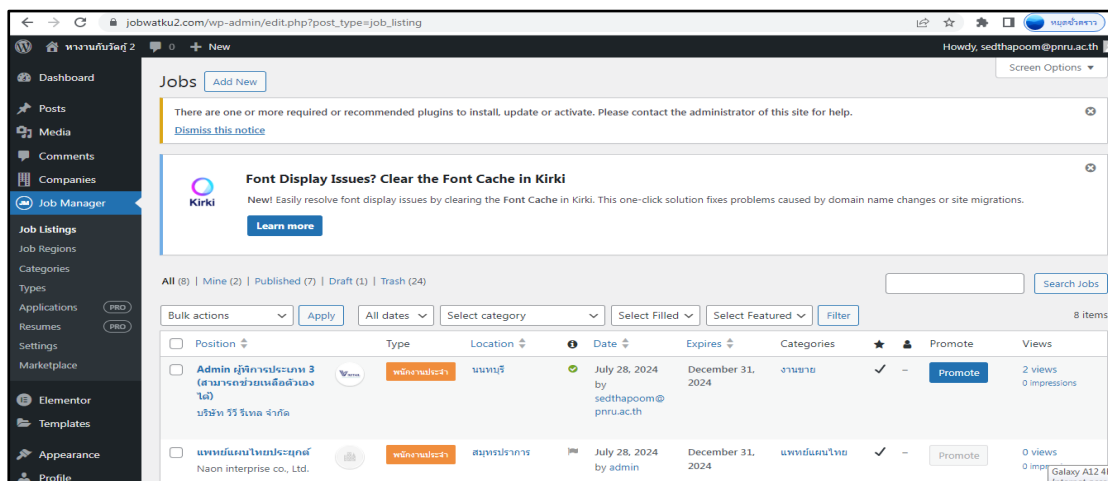 jobwatku2.com/wp-admin/edit.php?post_type=job_listing
หมุดชั่วคราว
หางานกับวัดกู้ 2 0 + New Howdy, sedthapoom@pnru.ac.th
Screen Options
Dashboard
Posts
Media
Comments
Companies
Job Manager
Job Listings
Job Regions
Categories
Types
Applications PRO
Resumes PRO
Settings
Marketplace
Elementor
Templates
Appearance
Profile
Jobs Add New
There are one or more required or recommended plugins to install, update or activate. Please contact the administrator of this site for help.
Dismiss this notice
Kirki
Font Display Issues? Clear the Font Cache in Kirki
New! Easily resolve font display issues by clearing the Font Cache in Kirki. This one-click solution fixes problems caused by domain name changes or site migrations.
Learn more
All (8) | Mine (2) | Published (7) | Draft (1) | Trash (24)
Search Jobs
Bulk actions Apply All dates Select category Select Filled Select Featured Filter 8 items
Position Type Location Date Expires Categories Promote Views
Admin ผู้พิการประเภท 3
(สามารถช่วยเหลือตัวเอง
ได้)
บริษัท วีวี รีเทล จำกัด
พนักงานประจำ
นนทบุรี
July 28, 2024
by
sedthapoom@
pnru.ac.th
December 31,
2024
งานขาย
–
Promote
2 views
0 impressions
แพทย์แผนไทยประยุกต์
Naon interprise co., Ltd.
พนักงานประจำ
สมุทรปราการ
July 28, 2024
by admin
December 31,
2024
แพทย์แผนไทย
–
Promote
0 views
Galaxy A12 4